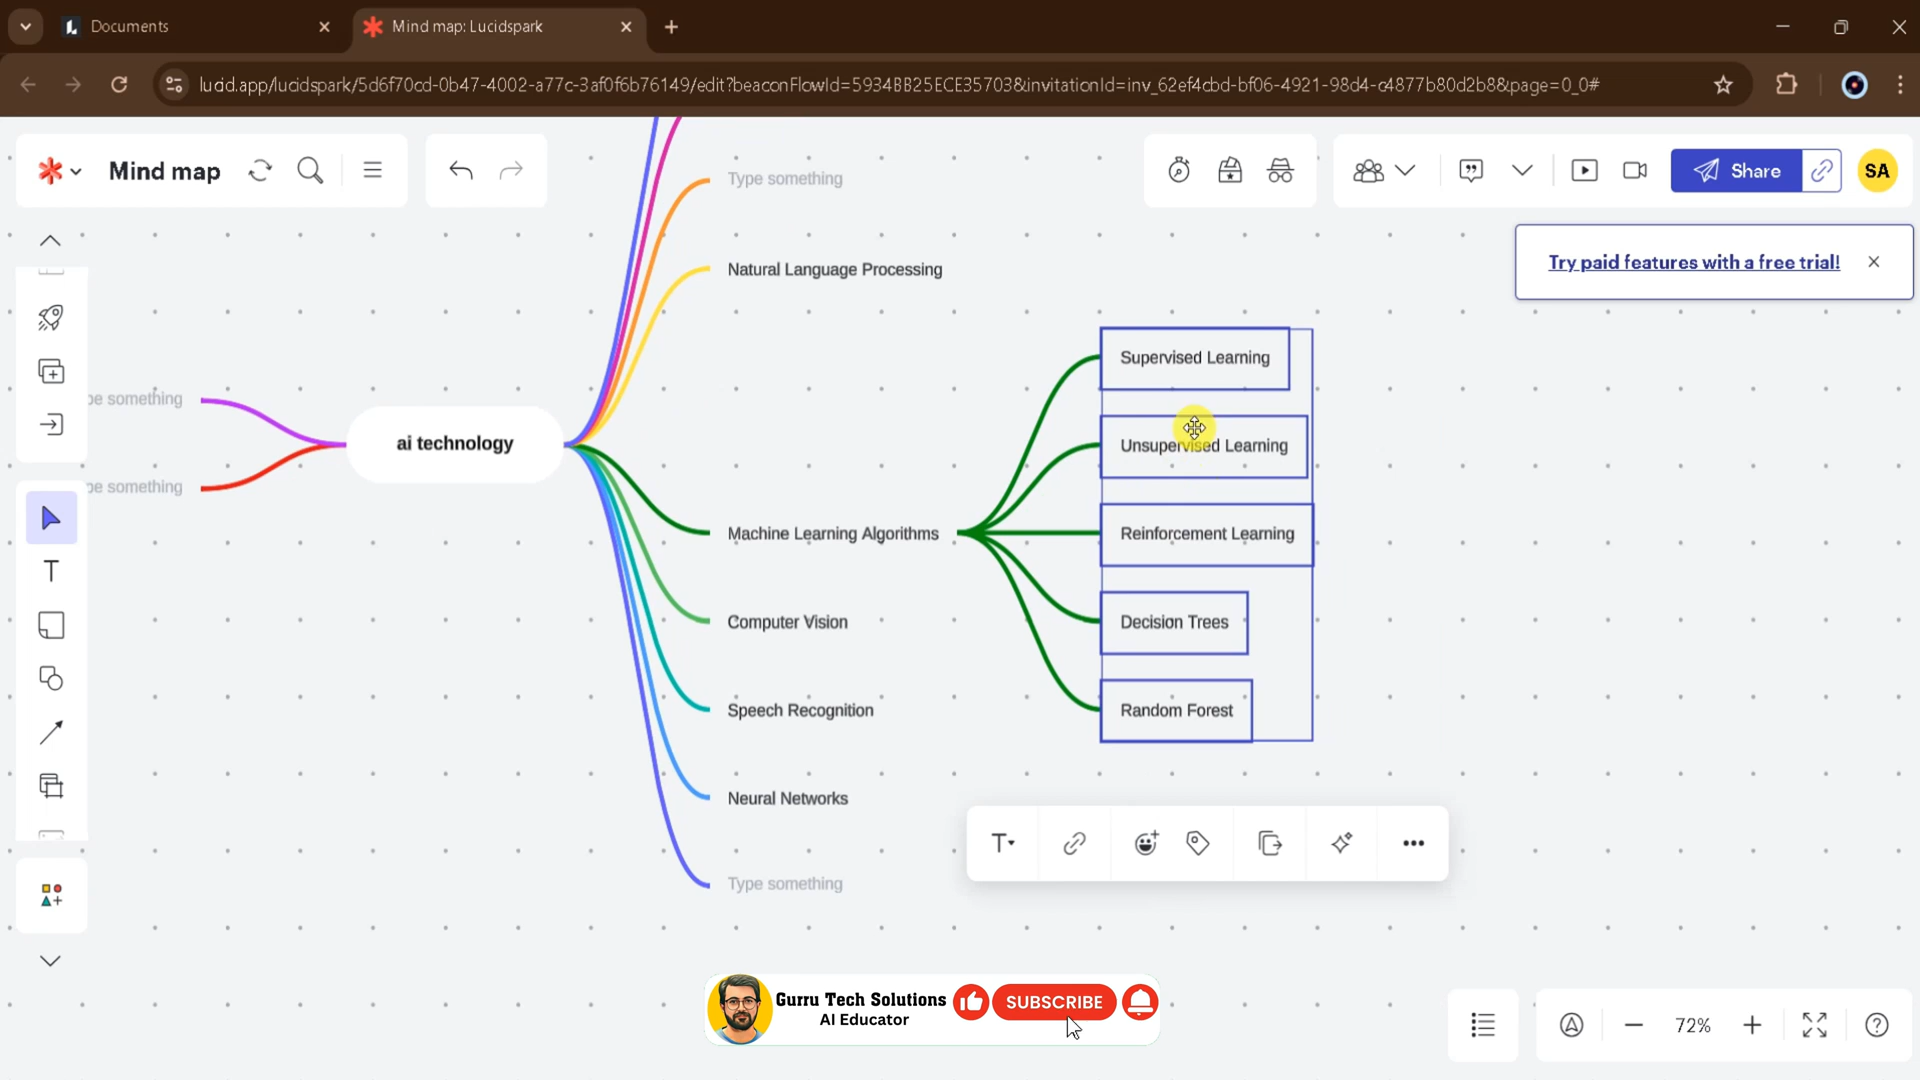 Documents
Mind map: Lucidspark
lucid.app/lucidspark/5d6f70cd-0b47-4002-a77c-3af0f6b76149/edit?beaconFlowId=5934BB25ECE35703&invitationId=inv_62ef4cbd-bf06-4921-98d4-c4877b80d2b8&page=0_0#
Mind map
Share
SA
Try paid features with a free trial!
Type something
Natural Language Processing
Supervised Learning
pe something
ai technology
Unsupervised Learning
pe something
Machine Learning Algorithms
Reinforcement Learning
Computer Vision
Decision Trees
Speech Recognition
Random Forest
Neural Networks
Type something
Gurru Tech Solutions
AI Educator
SUBSCRIBE
72%